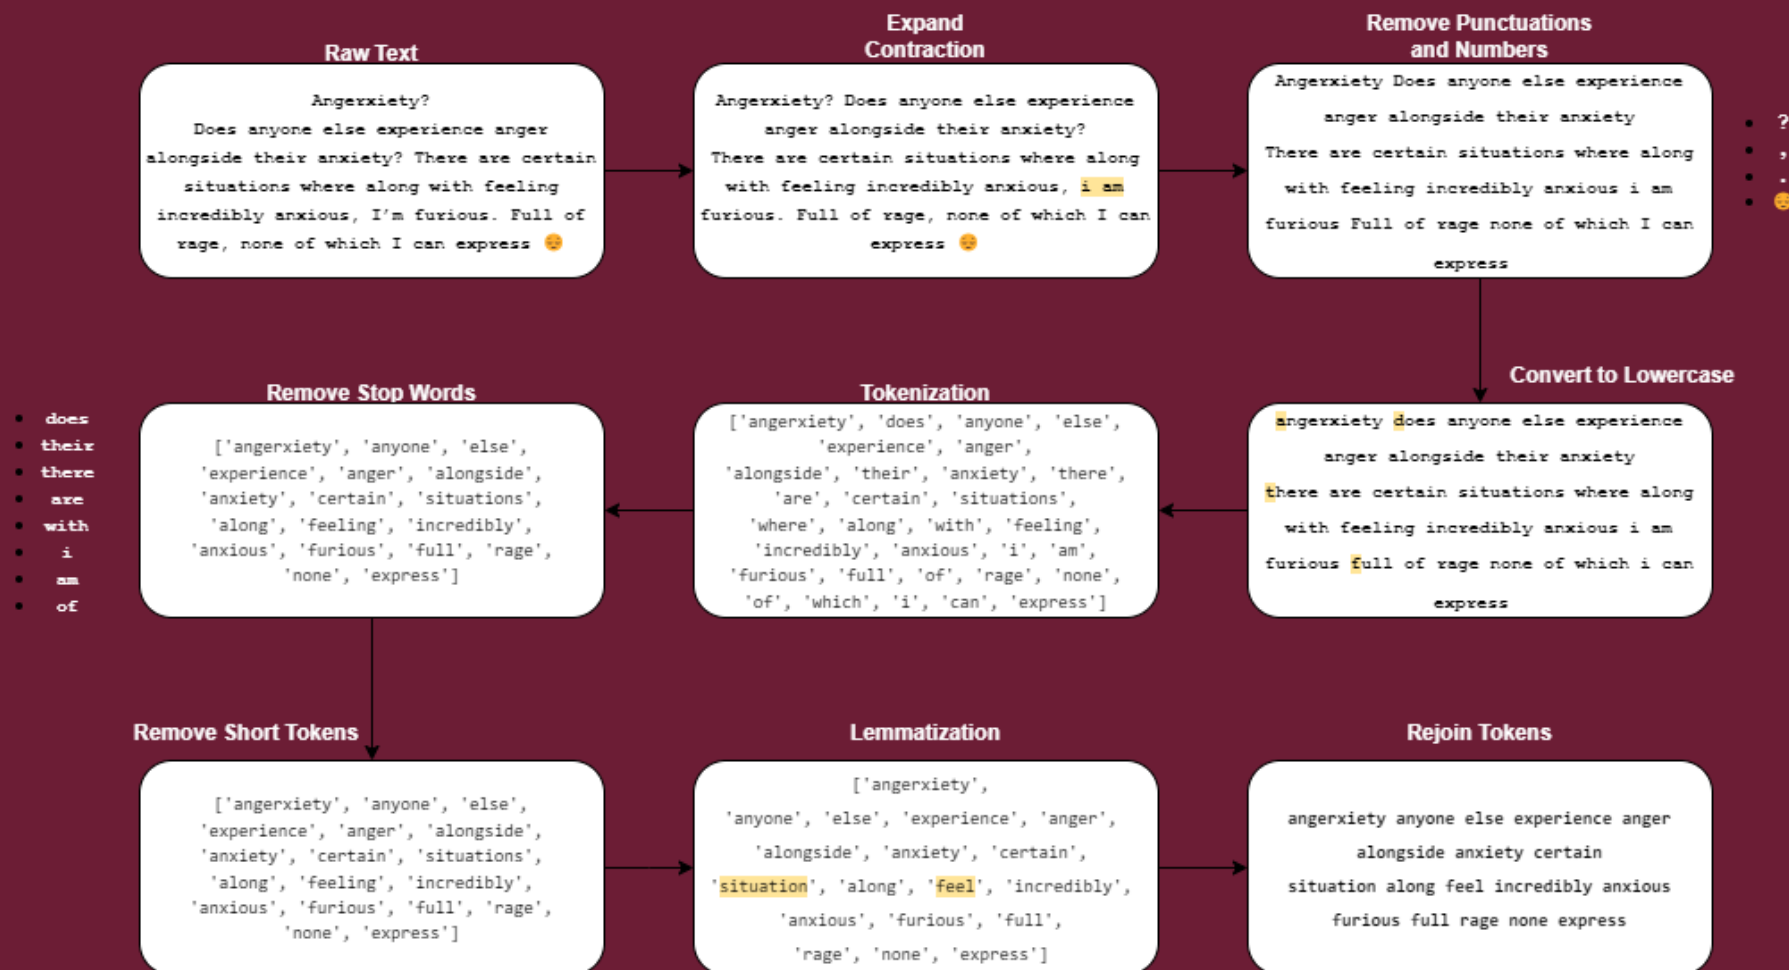 Raw Text
Angerxiety?
Does anyone else experience anger
alongside their anxiety? There are certain
situations where along with feeling
incredibly anxious, I'm furious. Full of
rage, none of which I can express 😔
Expand
Contraction
Angerxiety? Does anyone else experience
anger alongside their anxiety?
There are certain situations where along
with feeling incredibly anxious, i am
furious. Full of rage, none of which I can
express 😔
Remove Punctuations
and Numbers
Angerxiety Does anyone else experience
anger alongside their anxiety
There are certain situations where along
with feeling incredibly anxious i am
furious Full of rage none of which I can
express
• ?
• ,
• .
• 😔
Convert to Lowercase
angerxiety does anyone else experience
anger alongside their anxiety
there are certain situations where along
with feeling incredibly anxious i am
furious full of rage none of which i can
express
Tokenization
['angerxiety', 'does', 'anyone', 'else',
'experience', 'anger',
'alongside', 'their', 'anxiety', 'there',
'are', 'certain', 'situations',
'where', 'along', 'with', 'feeling',
'incredibly', 'anxious', 'i', 'am',
'furious', 'full', 'of', 'rage', 'none',
'of', 'which', 'i', 'can', 'express']
Remove Stop Words
['angerxiety', 'anyone', 'else',
'experience', 'anger', 'alongside',
'anxiety', 'certain', 'situations',
'along', 'feeling', 'incredibly',
'anxious', 'furious', 'full', 'rage',
'none', 'express']
• does
• their
• there
• are
• with
• i
• am
• of
Remove Short Tokens
['angerxiety', 'anyone', 'else',
'experience', 'anger', 'alongside',
'anxiety', 'certain', 'situations',
'along', 'feeling', 'incredibly',
'anxious', 'furious', 'full', 'rage',
'none', 'express']
Lemmatization
['angerxiety',
'anyone', 'else', 'experience', 'anger',
'alongside', 'anxiety', 'certain',
'situation', 'along', 'feel', 'incredibly',
'anxious', 'furious', 'full',
'rage', 'none', 'express']
Rejoin Tokens
angerxiety anyone else experience anger
alongside anxiety certain
situation along feel incredibly anxious
furious full rage none express